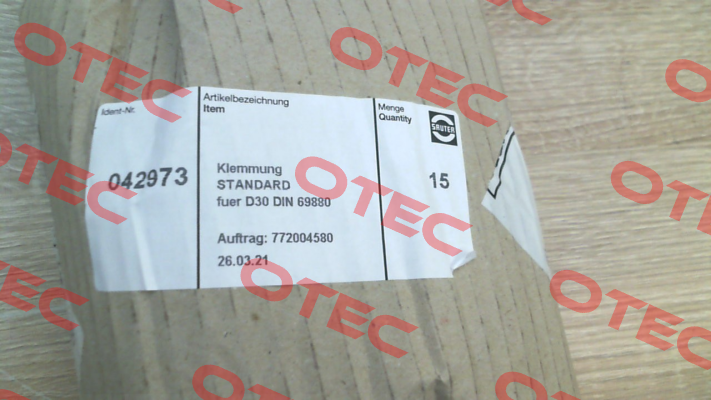 Ident-Nr.
Artikelbezeichnung
Item
Menge
Quantity
SAUTER
042973
Klemmung
STANDARD
fuer D30 DIN 69880
15
Auftrag: 772004580
26.03.21
OTEC
OTEC
OTEC
OTEC
OTEC
OTEC
OTEC
OTEC
OTEC
OTEC
OTEC
OTEC